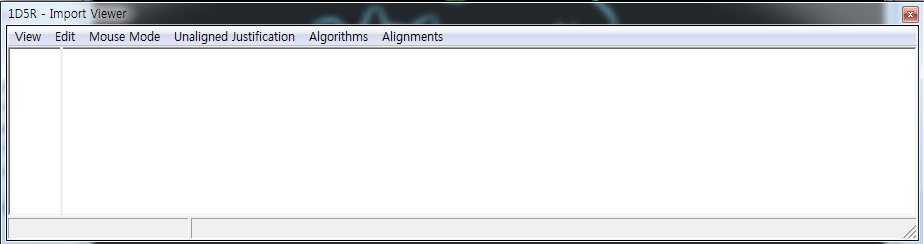 1D5R - Import Viewer
View Edit Mouse Mode Unaligned Justification Algorithms Alignments